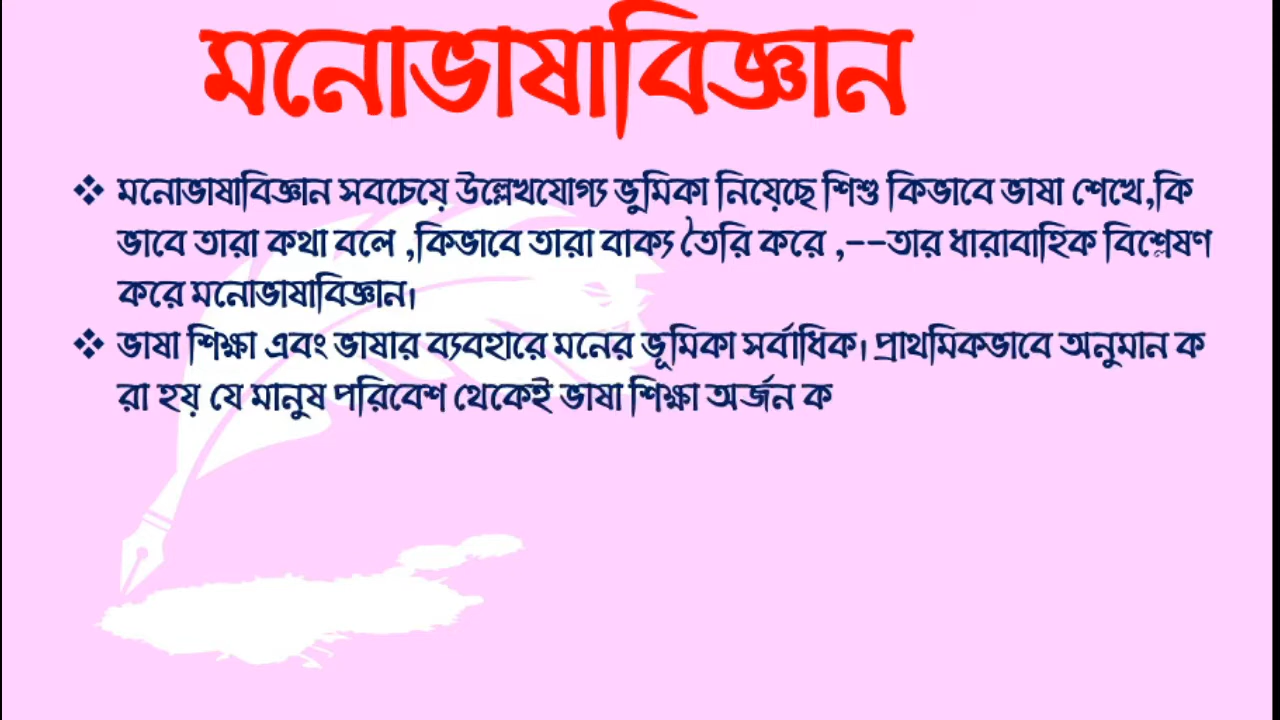 মনোভাষাবিজ্ঞান
❖ মনোভাষাবিজ্ঞান সবচেয়ে উল্লেখযোগ্য ভুমিকা নিয়েছে শিশু কিভাবে ভাষা শেখে,কি
ভাবে তারা কথা বলে ,কিভাবে তারা বাক্য তৈরি করে ,--তার ধারাবাহিক বিশ্লেষণ
করে মনোভাষাবিজ্ঞান।
❖ ভাষা শিক্ষা এবং ভাষার ব্যবহারে মনের ভূমিকা সর্বাধিক। প্রাথমিকভাবে অনুমান ক
রা হয় যে মানুষ পরিবেশ থেকেই ভাষা শিক্ষা অর্জন ক